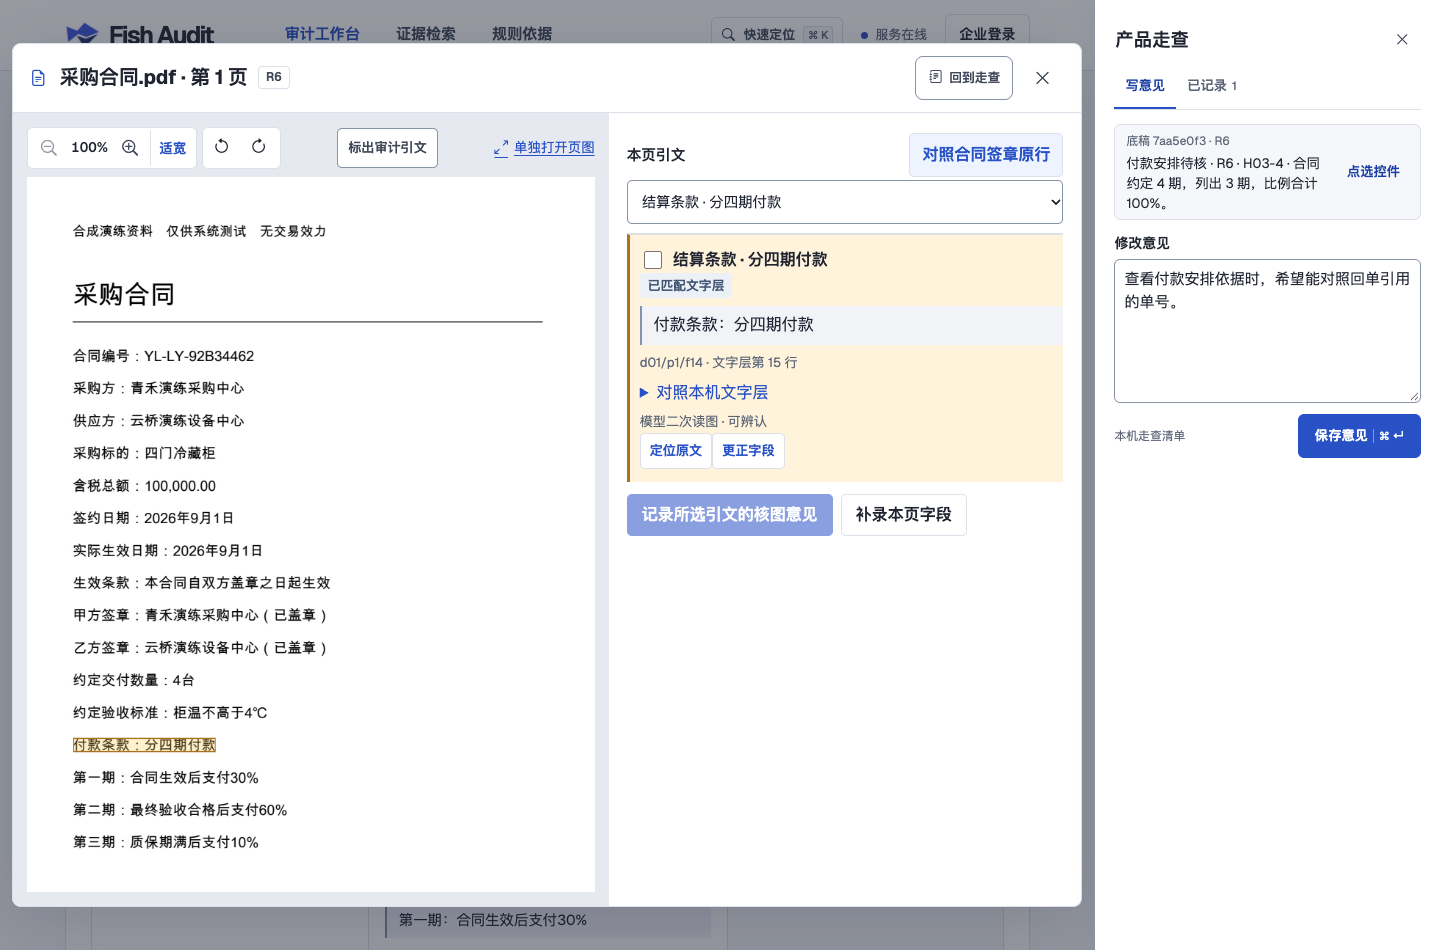 Fish Audit
审计工作台
证据检索
规则依据
快速定位 ⌘ K
服务在线
企业登录
采购合同.pdf · 第 1 页
R6
回到走查
100%
适宽
标出审计引文
单独打开页图
合成演练资料 仅供系统测试 无交易效力
采购合同
合同编号：YL-LY-92B34462
采购方：青禾演练采购中心
供应方：云桥演练设备中心
采购标的：四门冷藏柜
含税总额：100,000.00
签约日期：2026年9月1日
实际生效日期：2026年9月1日
生效条款：本合同自双方盖章之日起生效
甲方签章：青禾演练采购中心（已盖章）
乙方签章：云桥演练设备中心（已盖章）
约定交付数量：4台
约定验收标准：柜温不高于4℃
付款条款：分四期付款
第一期：合同生效后支付30%
第二期：最终验收合格后支付60%
第三期：质保期满后支付10%
本页引文
对照合同签章原行
结算条款 · 分四期付款
结算条款 · 分四期付款
已匹配文字层
付款条款：分四期付款
d01/p1/f14 · 文字层第 15 行
对照本机文字层
模型二次读图 · 可辨认
定位原文
更正字段
记录所选引文的核图意见
补录本页字段
第一期：合同生效后支付30%
产品走查
写意见
已记录 1
底稿 7aa5e0f3 · R6
付款安排待核 · R6 · H03-4 · 合同
约定 4 期，列出 3 期，比例合计
100%。
点选控件
修改意见
查看付款安排依据时，希望能对照回单引用
的单号。
本机走查清单
保存意见 ⌘ ↵